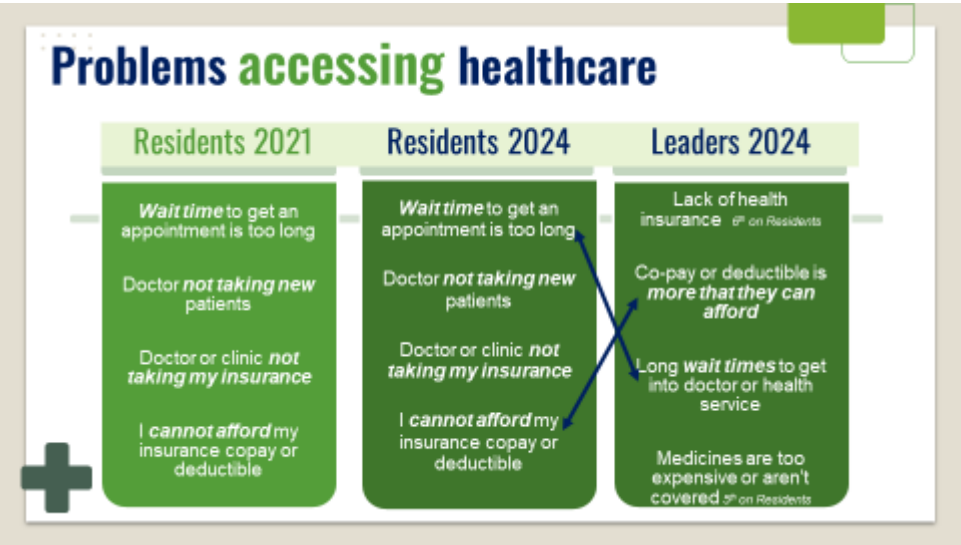 Problems accessing healthcare
Residents 2021
Wait time to get an
appointment is too long
Doctor not taking new
patients
Doctor or clinic not
taking my insurance
I cannot afford my
insurance copay or
deductible
Residents 2024
Wait time to get an
appointment is too long
Doctor not taking new
patients
Doctor or clinic not
taking my insurance
I cannot afford my
insurance copay or
deductible
Leaders 2024
Lack of health
insurance 6th on Residents
Co-pay or deductible is
more that they can
afford
Long wait times to get
into doctor or health
service
Medicines are too
expensive or aren't
covered 5th on Residents